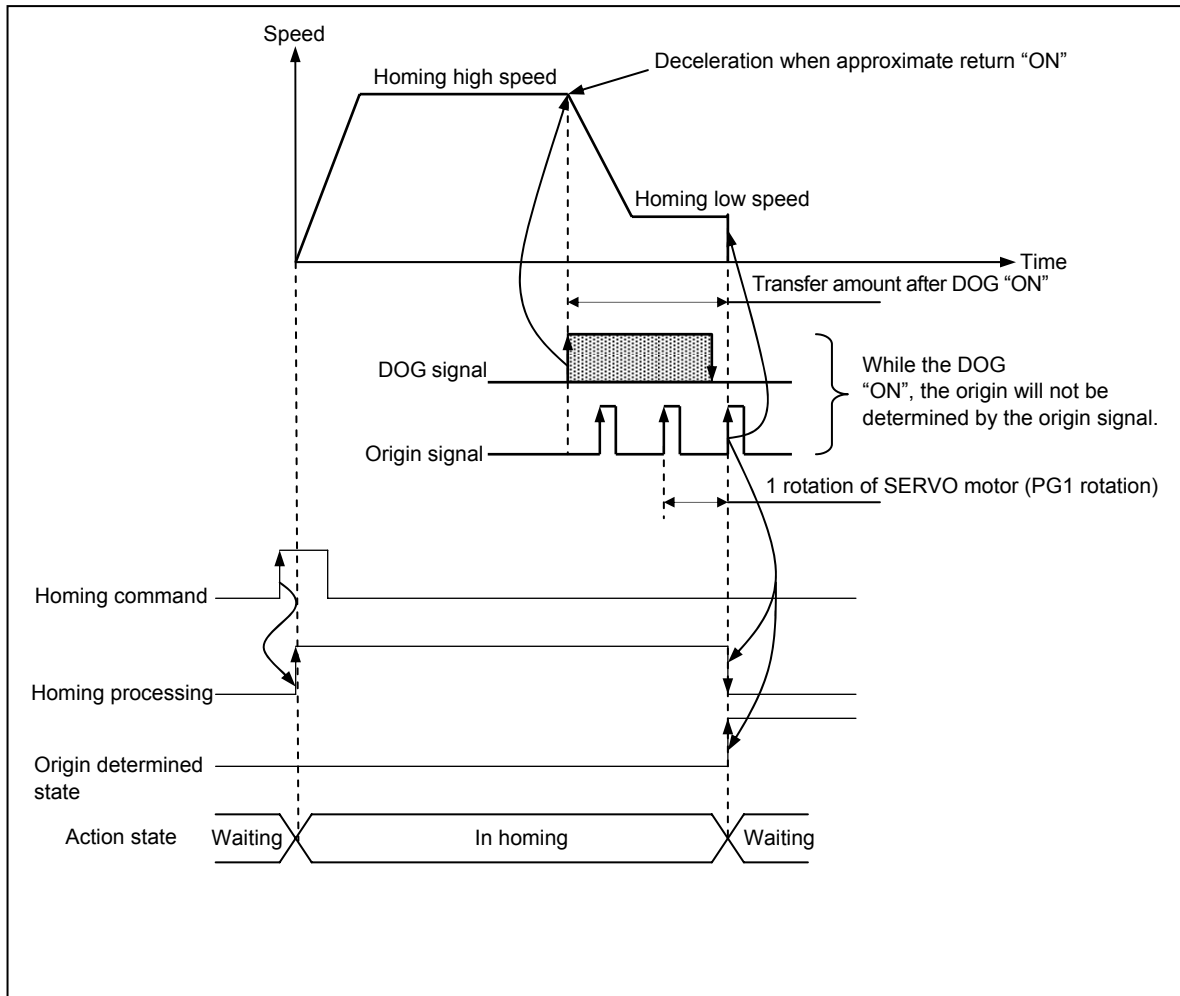 Speed
Deceleration when approximate return “ON”
Homing high speed
Homing low speed
Time
Transfer amount after DOG “ON”
DOG signal
While the DOG
“ON”, the origin will not be
determined by the origin signal.
Origin signal
1 rotation of SERVO motor (PG1 rotation)
Homing command
Homing processing
Origin determined
state
Action state
Waiting
In homing
Waiting